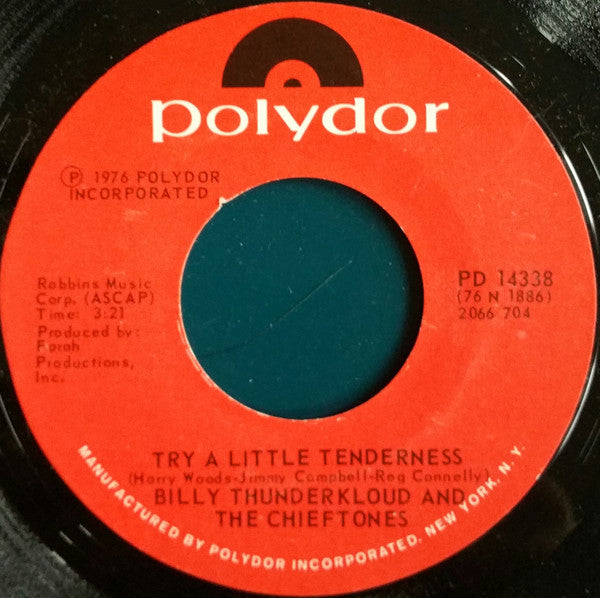 polydor
℗ 1976 POLYDOR
INCORPORATED
Robbins Music
Corp. (ASCAP)
Time: 3:21
Produced by:
Forah
Productions,
Inc.
PD 14338
(76 N 1886)
2066 704
TRY A LITTLE TENDERNESS
(Harry Woods-Jimmy Campbell-Reg Connelly)
BILLY THUNDERKLOUD AND
THE CHIEFTONES
MANUFACTURED BY POLYDOR INCORPORATED, NEW YORK, N.Y.